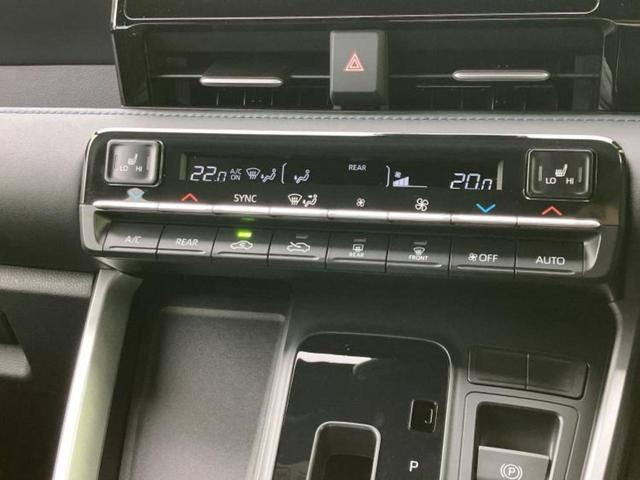 LO HI
22.0 A/C ON REAR 20.0
LO HI
SYNC
A/C REAR REAR FRONT OFF AUTO
P
P